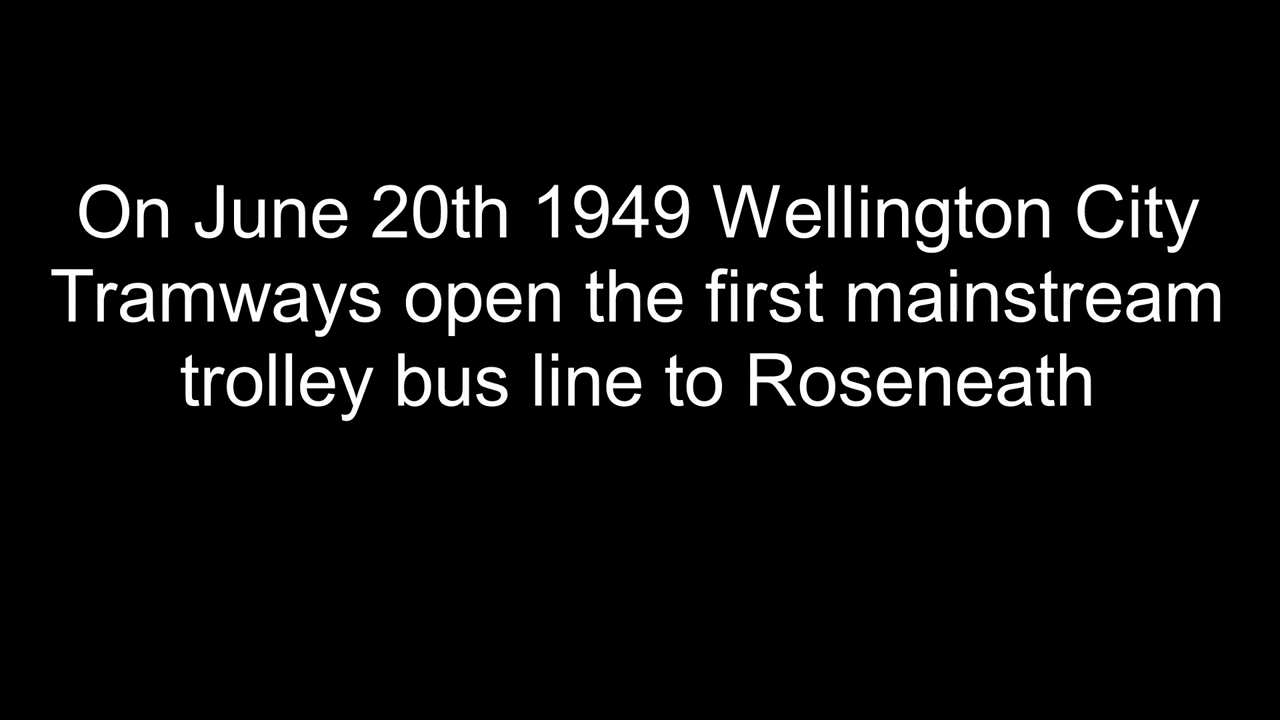 On June 20th 1949 Wellington City
Tramways open the first mainstream
trolley bus line to Roseneath